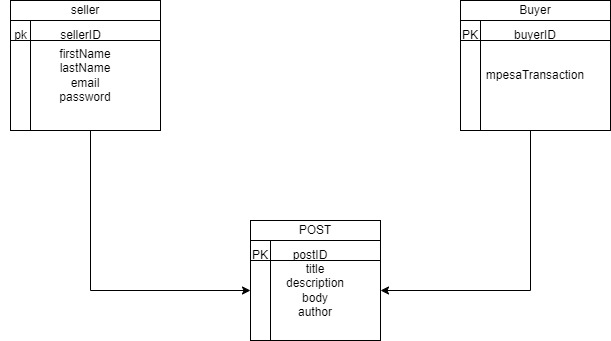 seller
pk sellerID
firstName
lastName
email
password
Buyer
PK buyerID
mpesaTransaction
POST
PK postID
title
description
body
author